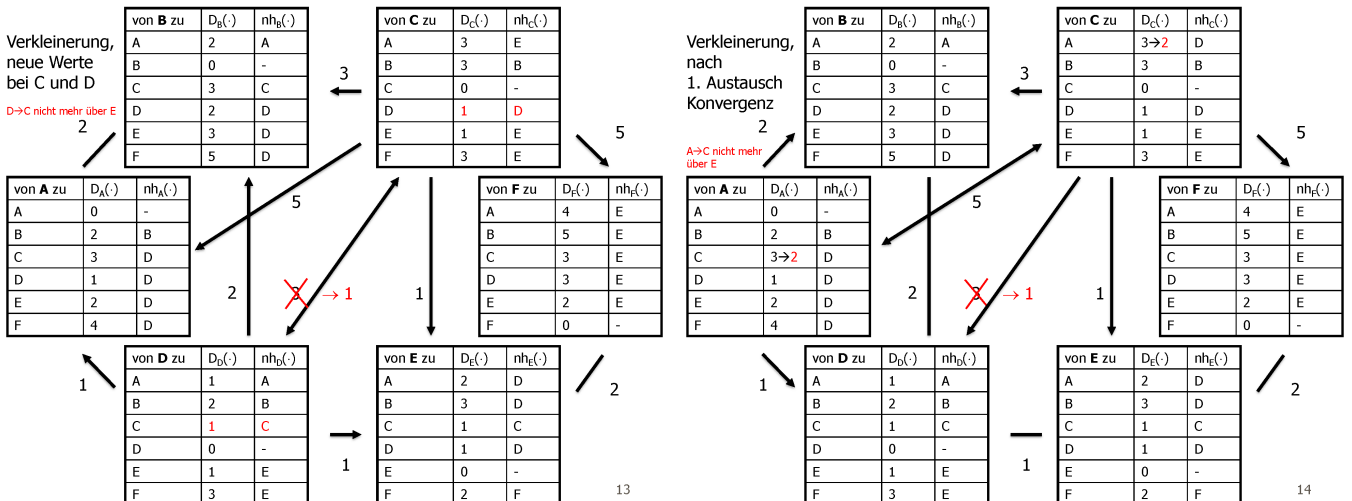 Verkleinerung,
neue Werte
bei C und D
D→C nicht mehr über E
von B zu D_B(·) nh_B(·)
A 2 A
B 0 -
C 3 C
D 2 D
E 3 D
F 5 D
von C zu D_C(·) nh_C(·)
A 3 E
B 3 B
C 0 -
D 1 D
E 1 E
F 3 E
3
2
5
von A zu D_A(·) nh_A(·)
A 0 -
B 2 B
C 3 D
D 1 D
E 2 D
F 4 D
5
2
3 → 1
1
von F zu D_F(·) nh_F(·)
A 4 E
B 5 E
C 3 E
D 3 E
E 2 E
F 0 -
1
von D zu D_D(·) nh_D(·)
A 1 A
B 2 B
C 1 C
D 0 -
E 1 E
F 3 E
1
von E zu D_E(·) nh_E(·)
A 2 D
B 3 D
C 1 C
D 1 D
E 0 -
F 2 F
2
13
Verkleinerung,
nach
1. Austausch
Konvergenz
A→C nicht mehr
über E
von B zu D_B(·) nh_B(·)
A 2 A
B 0 -
C 3 C
D 2 D
E 3 D
F 5 D
von C zu D_C(·) nh_C(·)
A 3→2 D
B 3 B
C 0 -
D 1 D
E 1 E
F 3 E
3
2
5
von A zu D_A(·) nh_A(·)
A 0 -
B 2 B
C 3→2 D
D 1 D
E 2 D
F 4 D
5
2
3 → 1
1
von F zu D_F(·) nh_F(·)
A 4 E
B 5 E
C 3 E
D 3 E
E 2 E
F 0 -
1
von D zu D_D(·) nh_D(·)
A 1 A
B 2 B
C 1 C
D 0 -
E 1 E
F 3 E
1
von E zu D_E(·) nh_E(·)
A 2 D
B 3 D
C 1 C
D 1 D
E 0 -
F 2 F
2
14